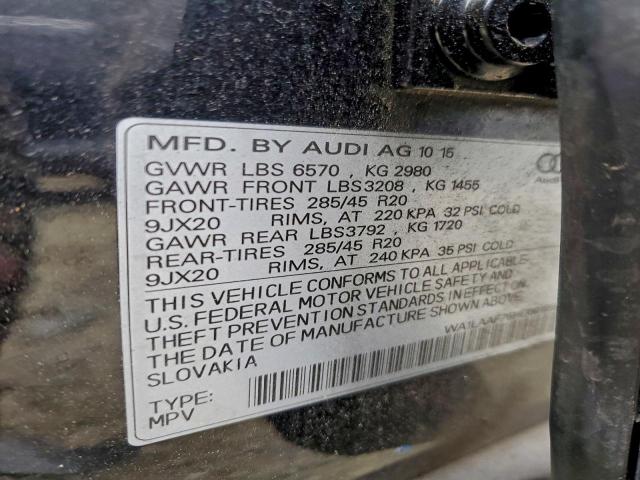 MFD. BY AUDI AG 10 15
GVWR LBS 6570 , KG 2980
GAWR FRONT LBS3208 , KG 1455
FRONT-TIRES 285/45 R20
9JX20 RIMS, AT 220 KPA 32 PSI COLD
GAWR REAR LBS3792 , KG 1720
REAR-TIRES 285/45 R20
9JX20 RIMS, AT 240 KPA 35 PSI COLD
THIS VEHICLE CONFORMS TO ALL APPLICABLE
U.S. FEDERAL MOTOR VEHICLE SAFETY AND
THEFT PREVENTION STANDARDS IN EFFECT ON
THE DATE OF MANUFACTURE SHOWN ABOVE.
SLOVAKIA
TYPE:
MPV
Audi